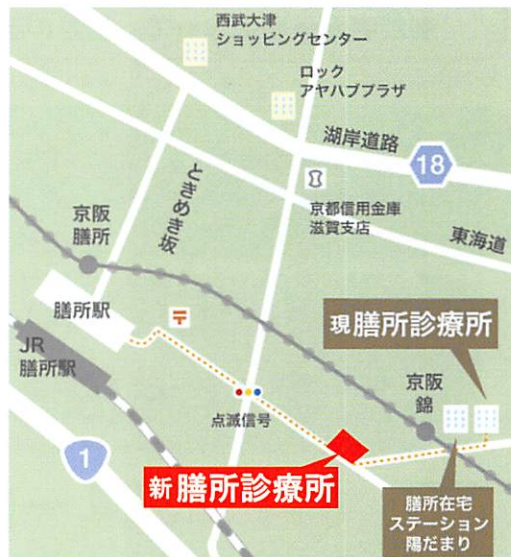 西武大津
ショッピングセンター
ロック
アヤハブプラザ
湖岸道路
18
ときめき坂
京都信用金庫
滋賀支店
東海道
京阪
膳所
膳所駅
〒
JR
膳所駅
現膳所診療所
京阪
錦
点滅信号
1
新膳所診療所
膳所在宅
ステーション
陽だまり